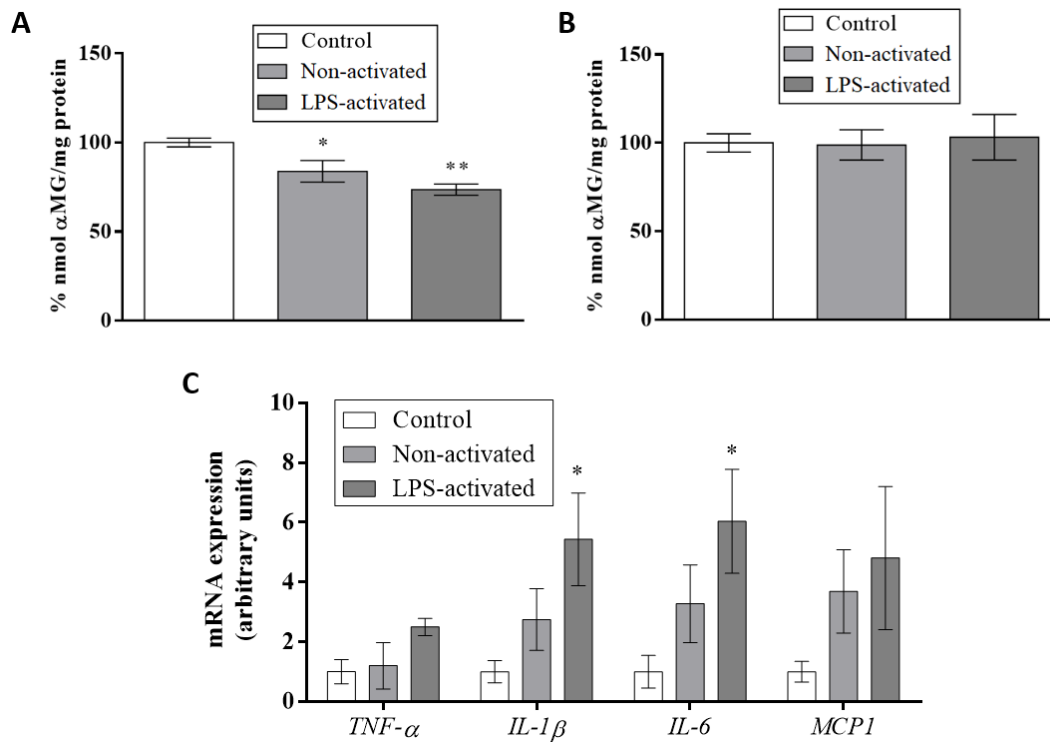 A
% nmol αMG/mg protein
150
100
50
0
Control
Non-activated
LPS-activated
*
**
B
% nmol αMG/mg protein
150
100
50
0
Control
Non-activated
LPS-activated
C
mRNA expression
(arbitrary units)
10
8
6
4
2
0
Control
Non-activated
LPS-activated
*
*
TNF-α
IL-1β
IL-6
MCP1